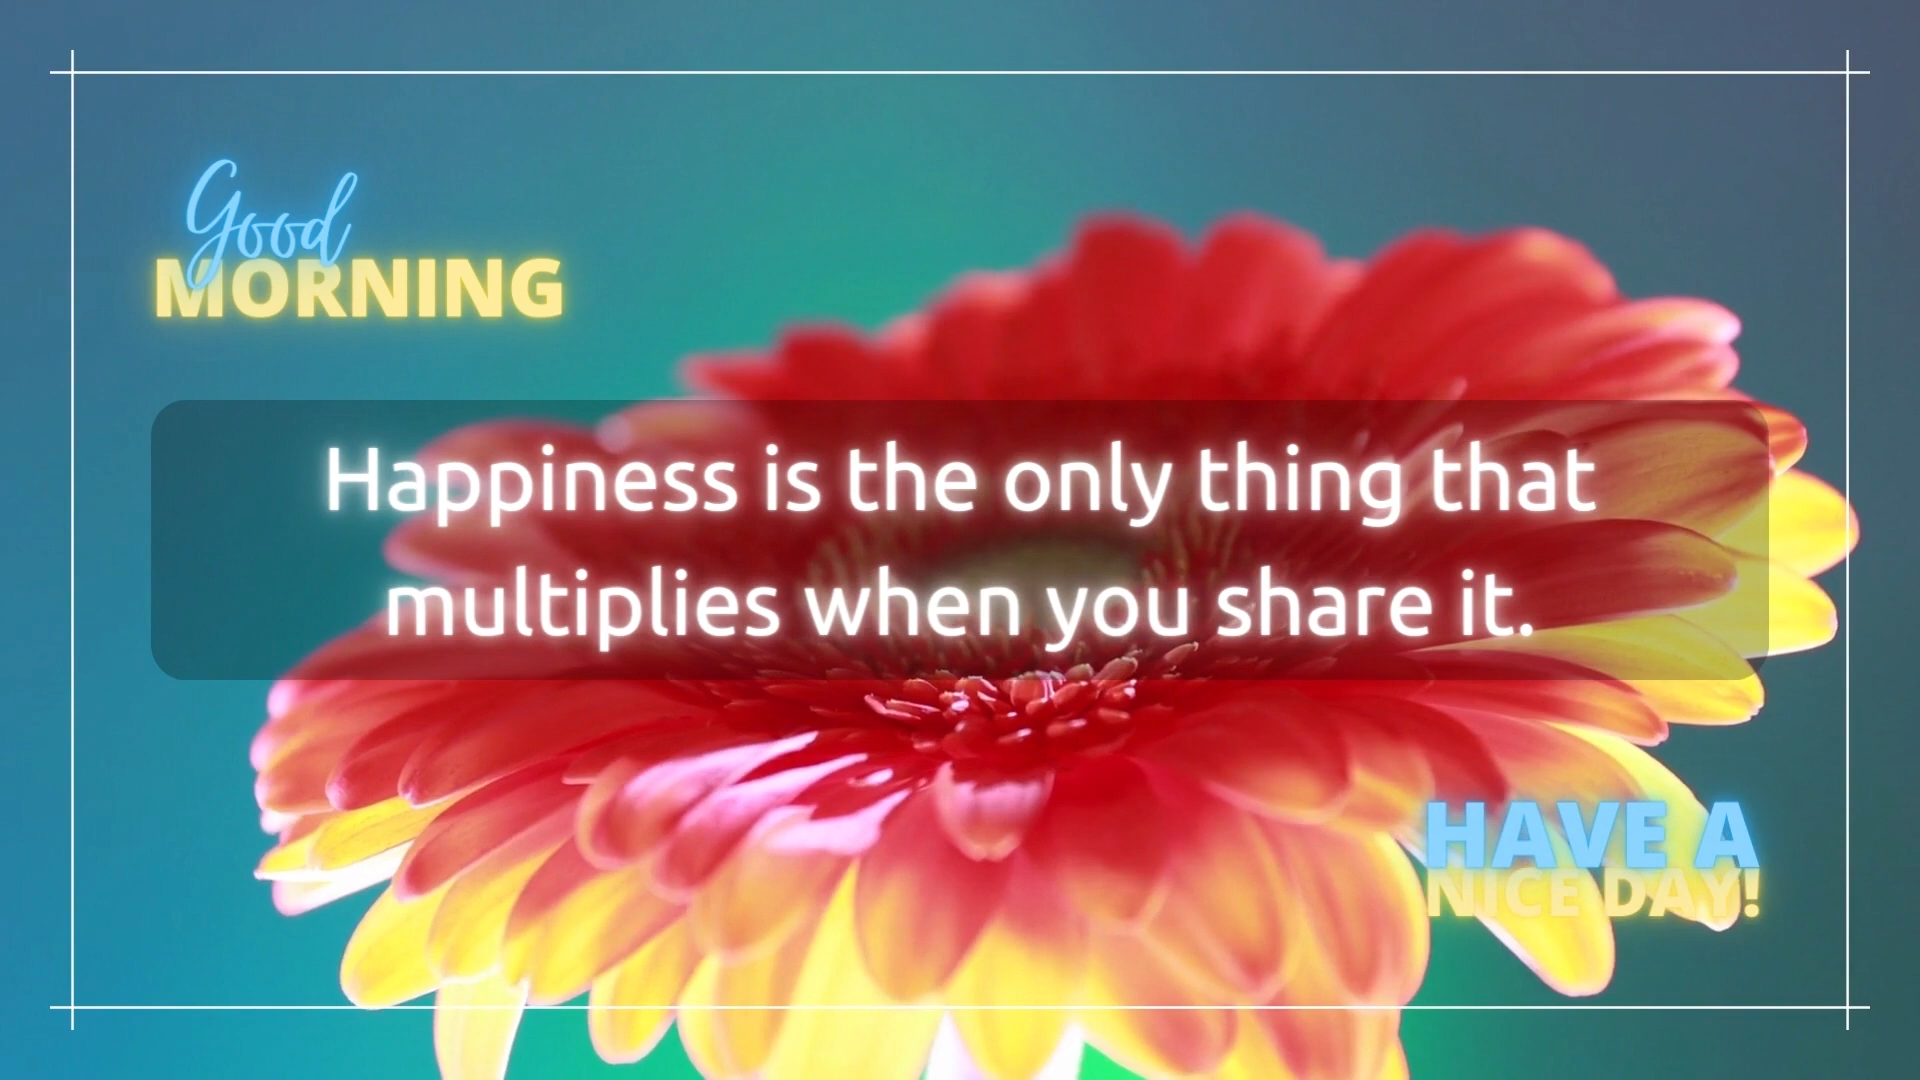 Good
MORNING
Happiness is the only thing that
multiplies when you share it.
HAVE A
NICE DAY!